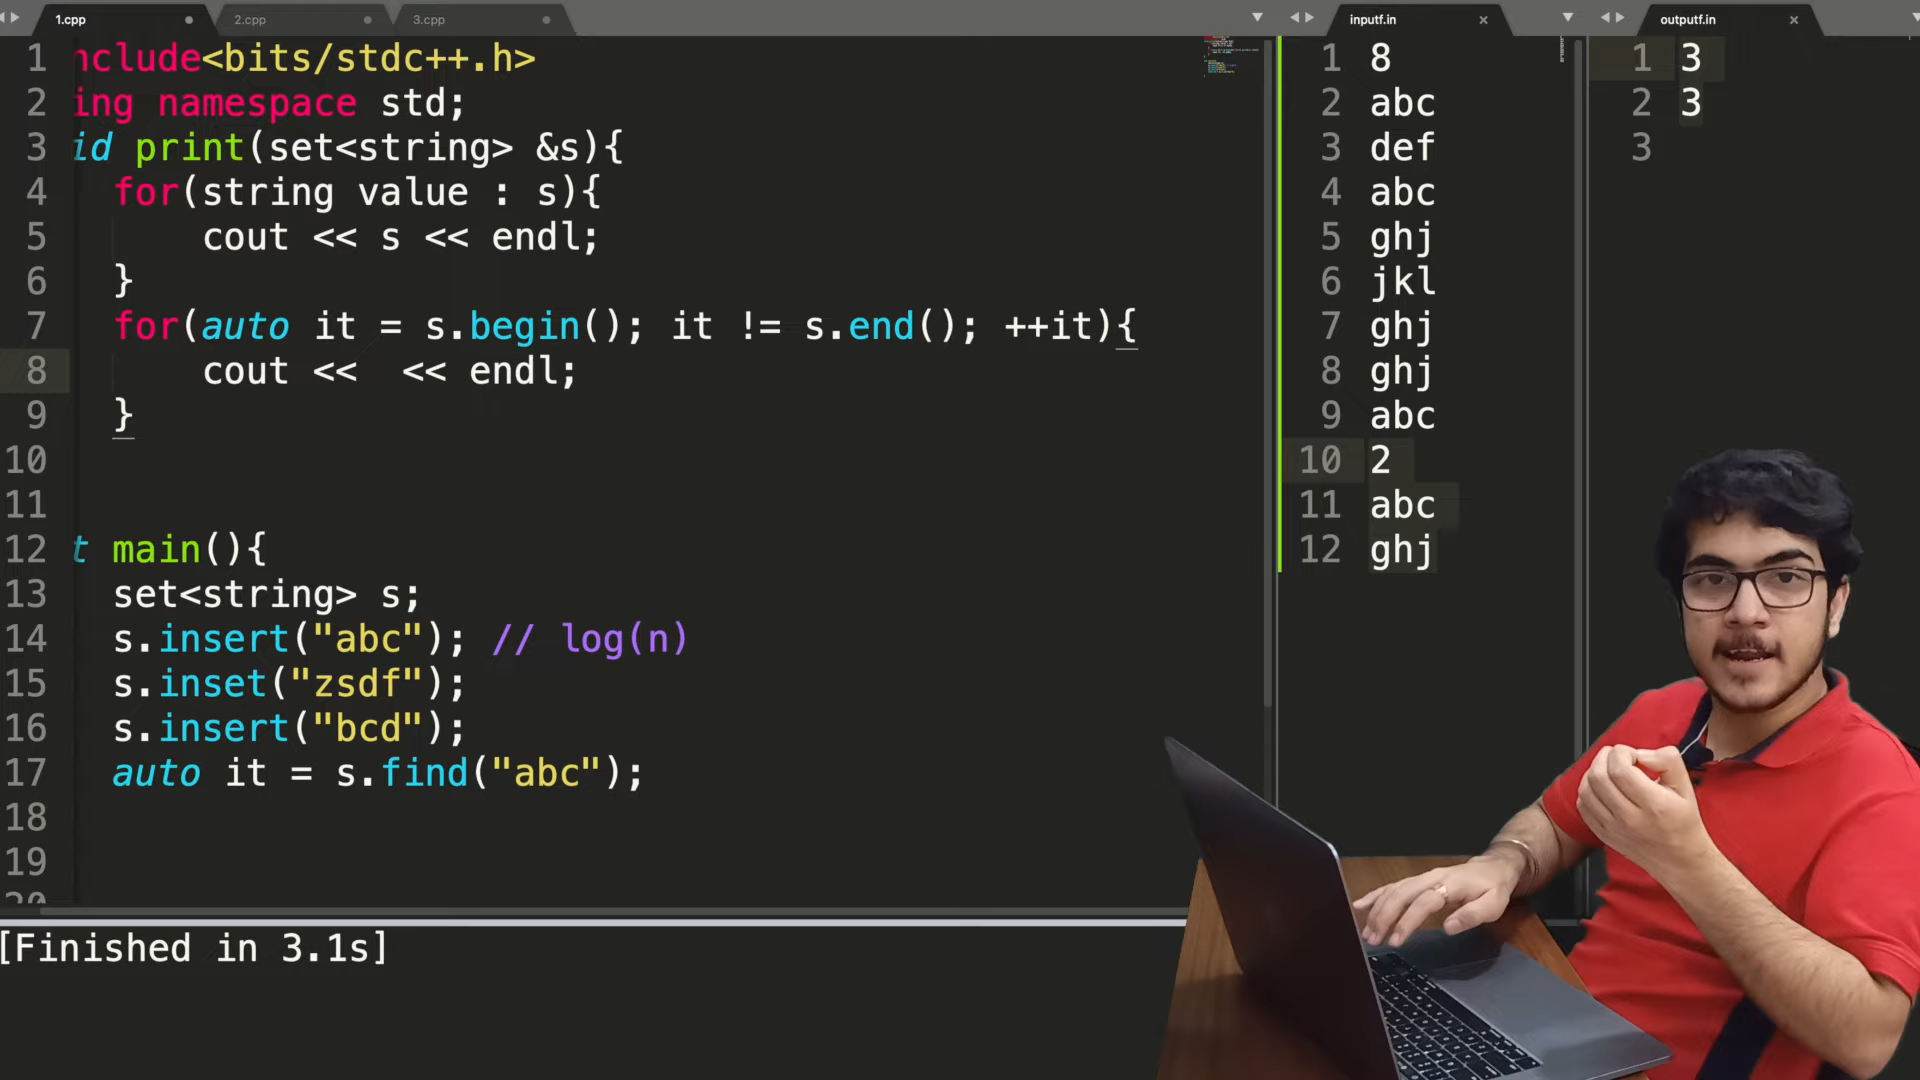 1.cpp
2.cpp
3.cpp
inputf.in
outputf.in
1 nclude<bits/stdc++.h>
2 ing namespace std;
3 id print(set<string> &s){
4 for(string value : s){
5 cout << s << endl;
6 }
7 for(auto it = s.begin(); it != s.end(); ++it){
8 cout <<  << endl;
9 }
10
11
12 t main(){
13 set<string> s;
14 s.insert("abc"); // log(n)
15 s.inset("zsdf");
16 s.insert("bcd");
17 auto it = s.find("abc");
18
19
20
[Finished in 3.1s]
1 8
2 abc
3 def
4 abc
5 ghj
6 jkl
7 ghj
8 ghj
9 abc
10 2
11 abc
12 ghj
1 3
2 3
3